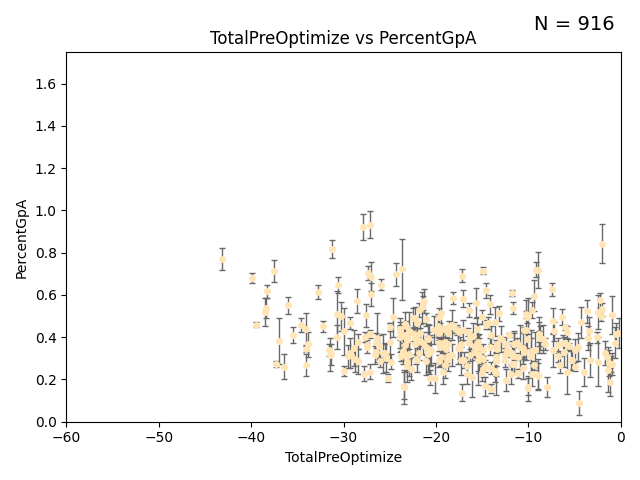 N = 916
TotalPreOptimize vs PercentGpA
1.6
1.4
1.2
1.0
0.8
0.6
0.4
0.2
0.0
PercentGpA
−60 −50 −40 −30 −20 −10 0
TotalPreOptimize